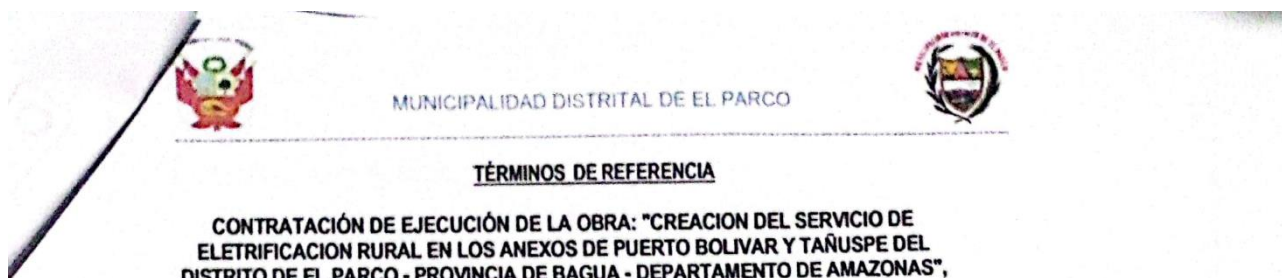 MUNICIPALIDAD DISTRITAL DE EL PARCO
TÉRMINOS DE REFERENCIA
CONTRATACIÓN DE EJECUCIÓN DE LA OBRA: "CREACION DEL SERVICIO DE
ELETRIFICACION RURAL EN LOS ANEXOS DE PUERTO BOLIVAR Y TAÑUSPE DEL
DISTRITO DE EL PARCO - PROVINCIA DE BAGUA - DEPARTAMENTO DE AMAZONAS",